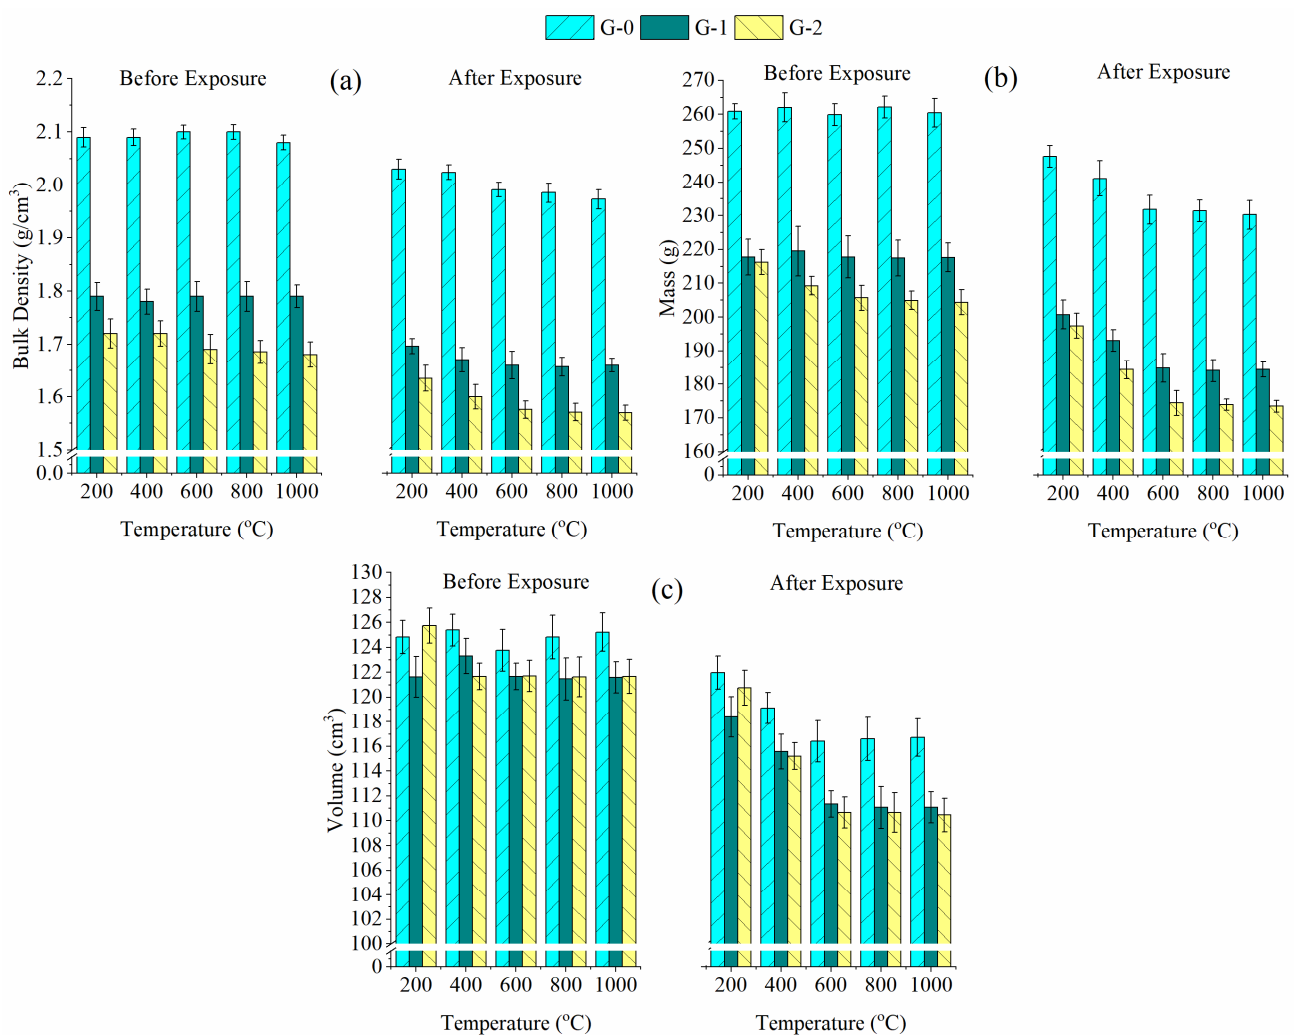 G-0 G-1 G-2
Before Exposure (a) After Exposure
Bulk Density (g/cm³)
2.2
2.1
2.0
1.9
1.8
1.7
1.6
1.5
0.0
200 400 600 800 1000
200 400 600 800 1000
Temperature (°C)
Temperature (°C)
Before Exposure (b) After Exposure
Mass (g)
270
260
250
240
230
220
210
200
190
180
170
160
0
200 400 600 800 1000
200 400 600 800 1000
Temperature (°C)
Temperature (°C)
Before Exposure (c) After Exposure
Volume (cm³)
130
128
126
124
122
120
118
116
114
112
110
108
106
104
102
100
0
200 400 600 800 1000
200 400 600 800 1000
Temperature (°C)
Temperature (°C)